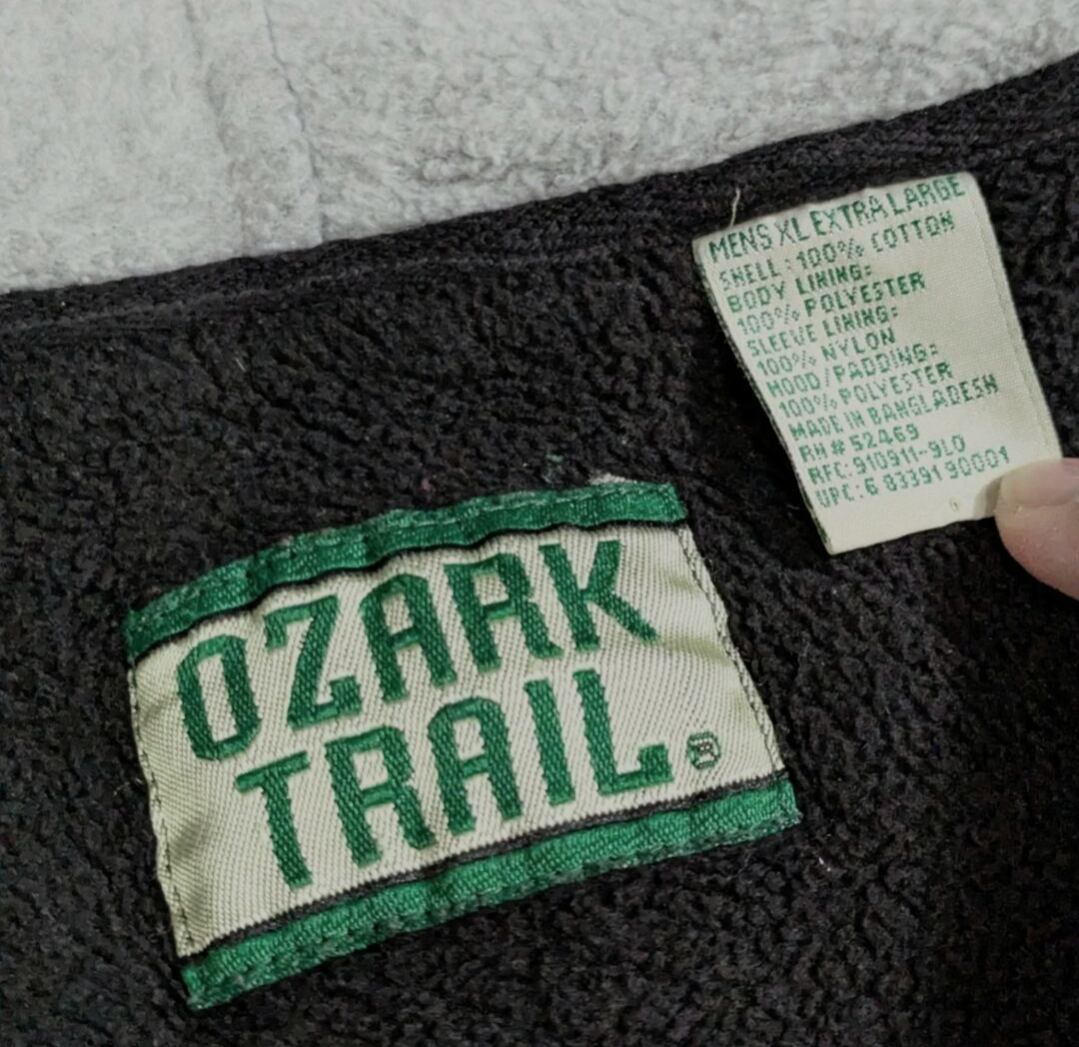 MENS XL EXTRA LARGE
SHELL: 100% COTTON
BODY LINING:
100% POLYESTER
SLEEVE LINING:
100% NYLON
HOOD/PADDING:
100% POLYESTER
MADE IN BANGLADESH
RN# 52469
RFC: 910911-9LO
UPC: 6 83391 90001
OZARK
TRAIL®